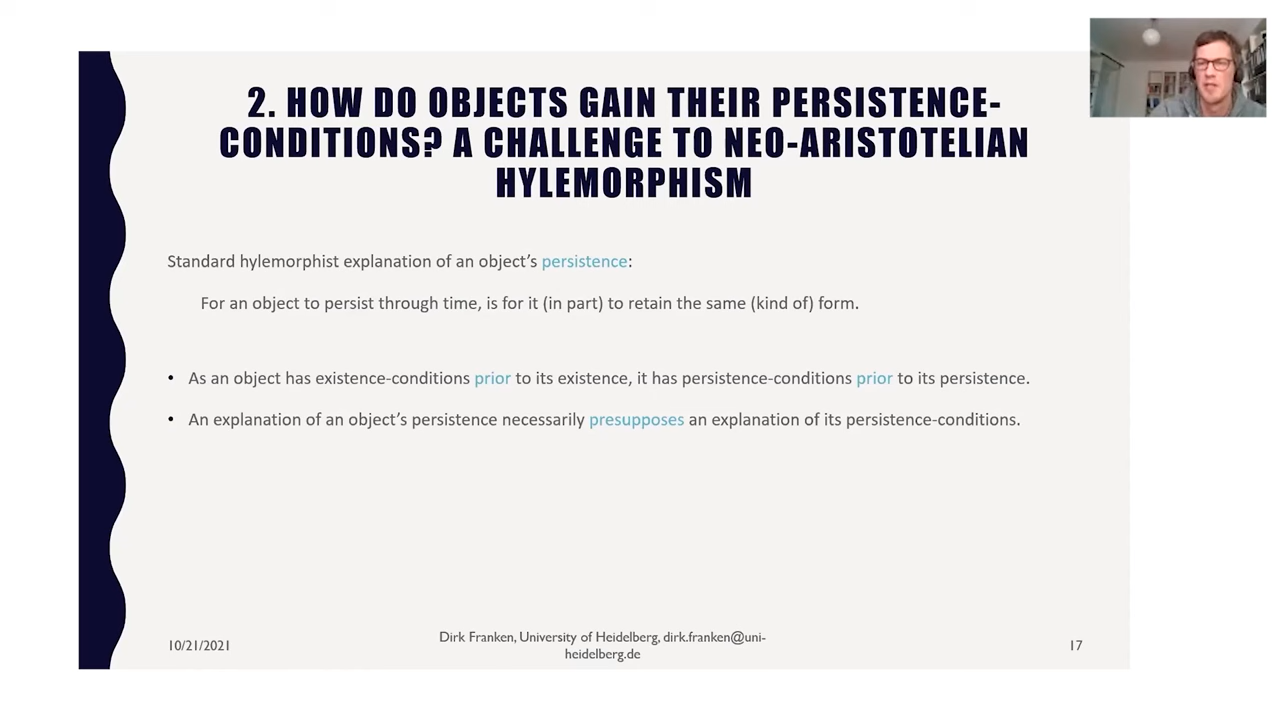 2. HOW DO OBJECTS GAIN THEIR PERSISTENCE-
CONDITIONS? A CHALLENGE TO NEO-ARISTOTELIAN
HYLEMORPHISM
Standard hylemorphist explanation of an object’s persistence:
For an object to persist through time, is for it (in part) to retain the same (kind of) form.
• As an object has existence-conditions prior to its existence, it has persistence-conditions prior to its persistence.
• An explanation of an object’s persistence necessarily presupposes an explanation of its persistence-conditions.
10/21/2021
Dirk Franken, University of Heidelberg, dirk.franken@uni-
heidelberg.de
17